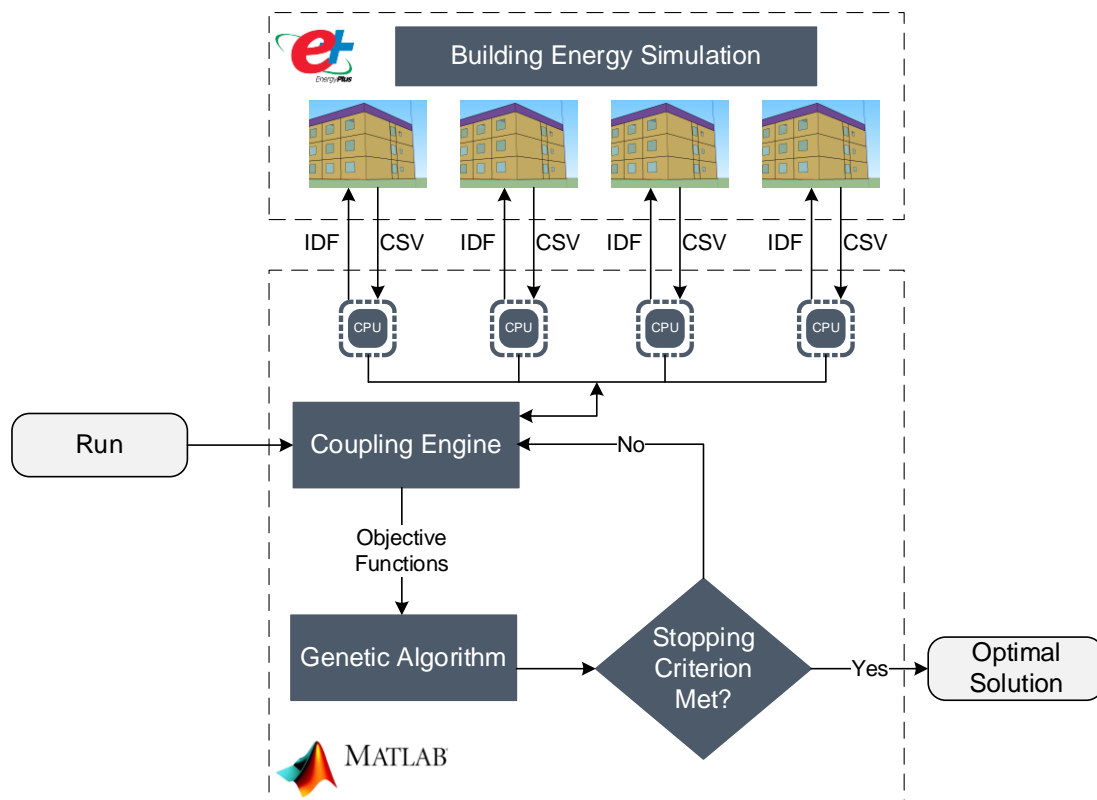 e+
EnergyPlus
Building Energy Simulation
IDF
CSV
IDF
CSV
IDF
CSV
IDF
CSV
CPU
CPU
CPU
CPU
Run
Coupling Engine
No
Objective
Functions
Genetic Algorithm
Stopping
Criterion
Met?
Yes
Optimal
Solution
MATLAB